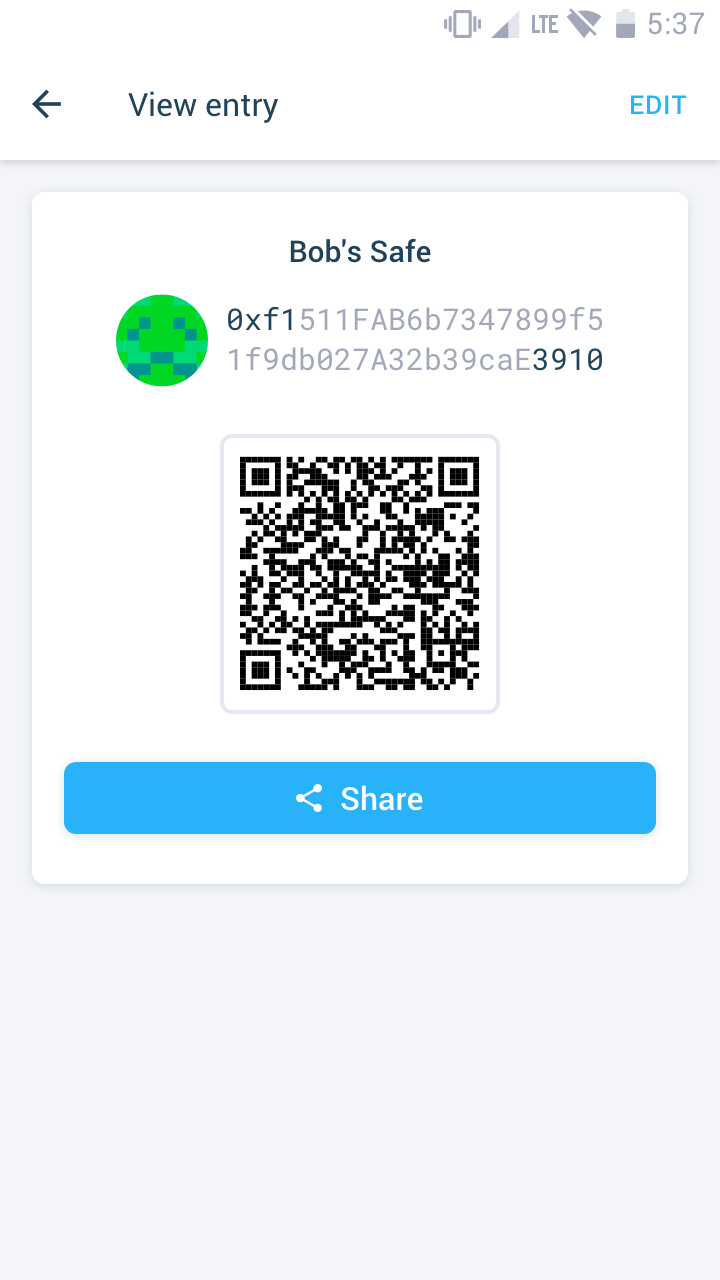 LTE 5:37
View entry
EDIT
Bob's Safe
0xf1511FAB6b7347899f5
1f9db027A32b39caE3910
Share